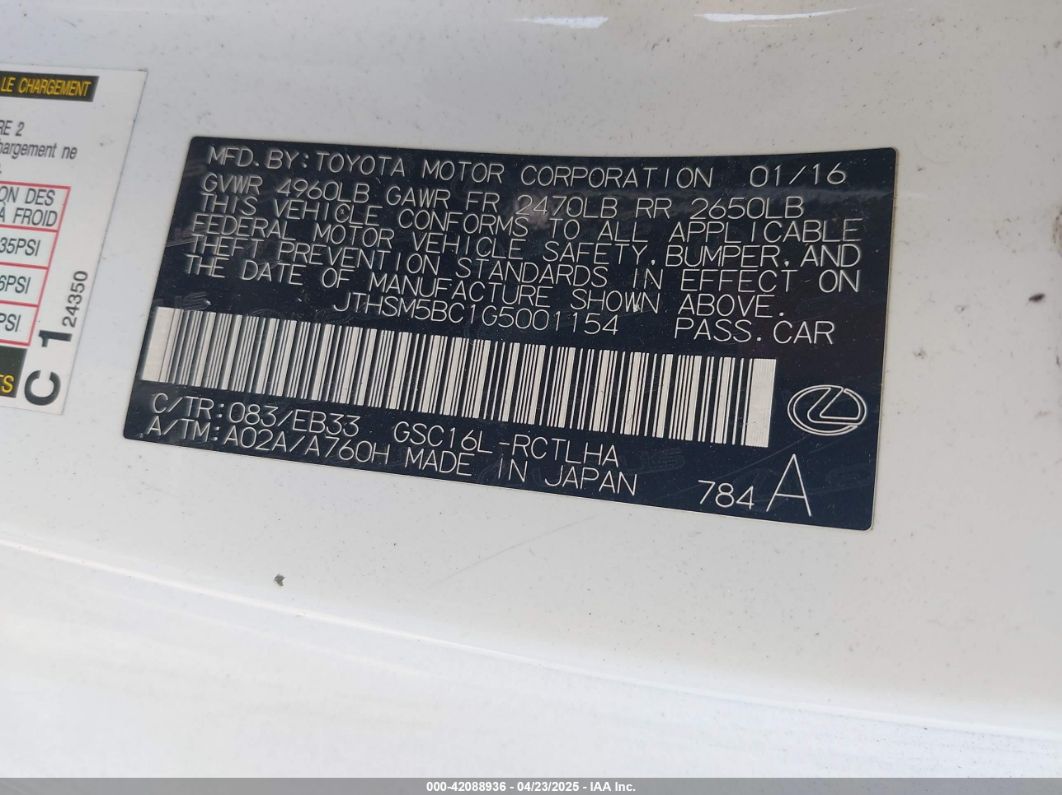 LE CHARGEMENT
RE 2
hargement ne
ON DES
À FROID
35PSI
6PSI
PSI
TS
C 1 24350
MFD. BY: TOYOTA MOTOR CORPORATION 01/16
GVWR 4960LB GAWR FR 2470LB RR 2650LB
THIS VEHICLE CONFORMS TO ALL APPLICABLE
FEDERAL MOTOR VEHICLE SAFETY, BUMPER, AND
THEFT PREVENTION STANDARDS IN EFFECT ON
THE DATE OF MANUFACTURE SHOWN ABOVE.
JTHSM5BC1G5001154 PASS. CAR
C/TR: 083/EB33 GSC16L-RCTLHA
A/TM: A02A/A760H MADE IN JAPAN
784 A
000-42088936 - 04/23/2025 - IAA Inc.